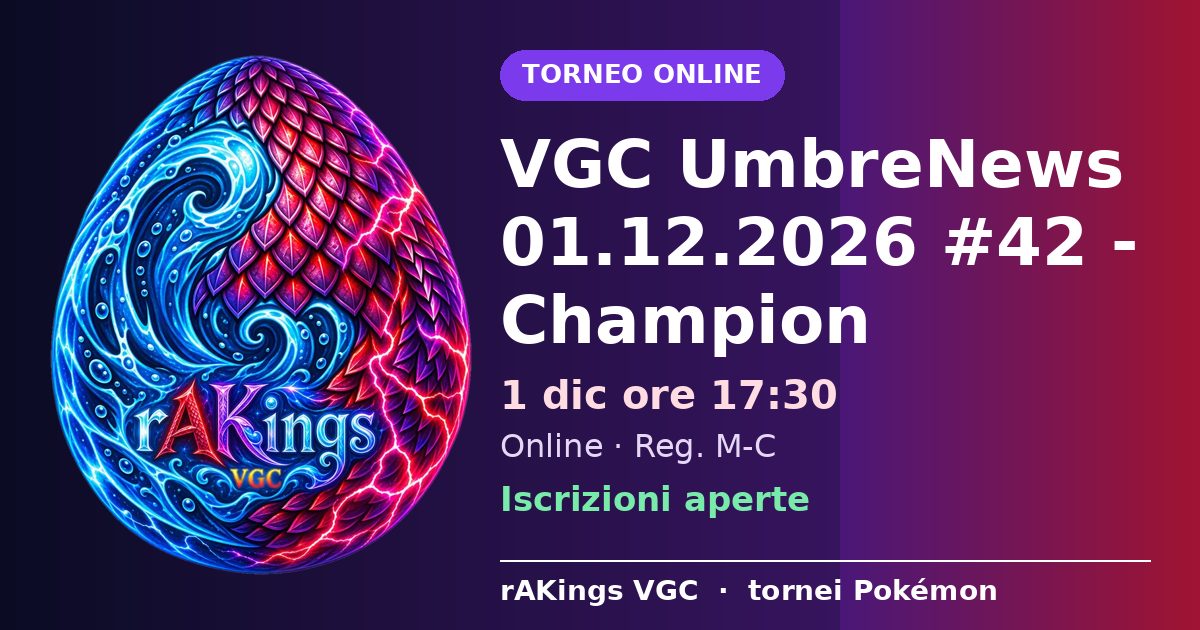 TORNEO ONLINE
VGC UmbreNews
01.12.2026 #42 -
Champion
1 dic ore 17:30
Online · Reg. M-C
Iscrizioni aperte
rAKings
VGC
rAKings VGC · tornei Pokémon